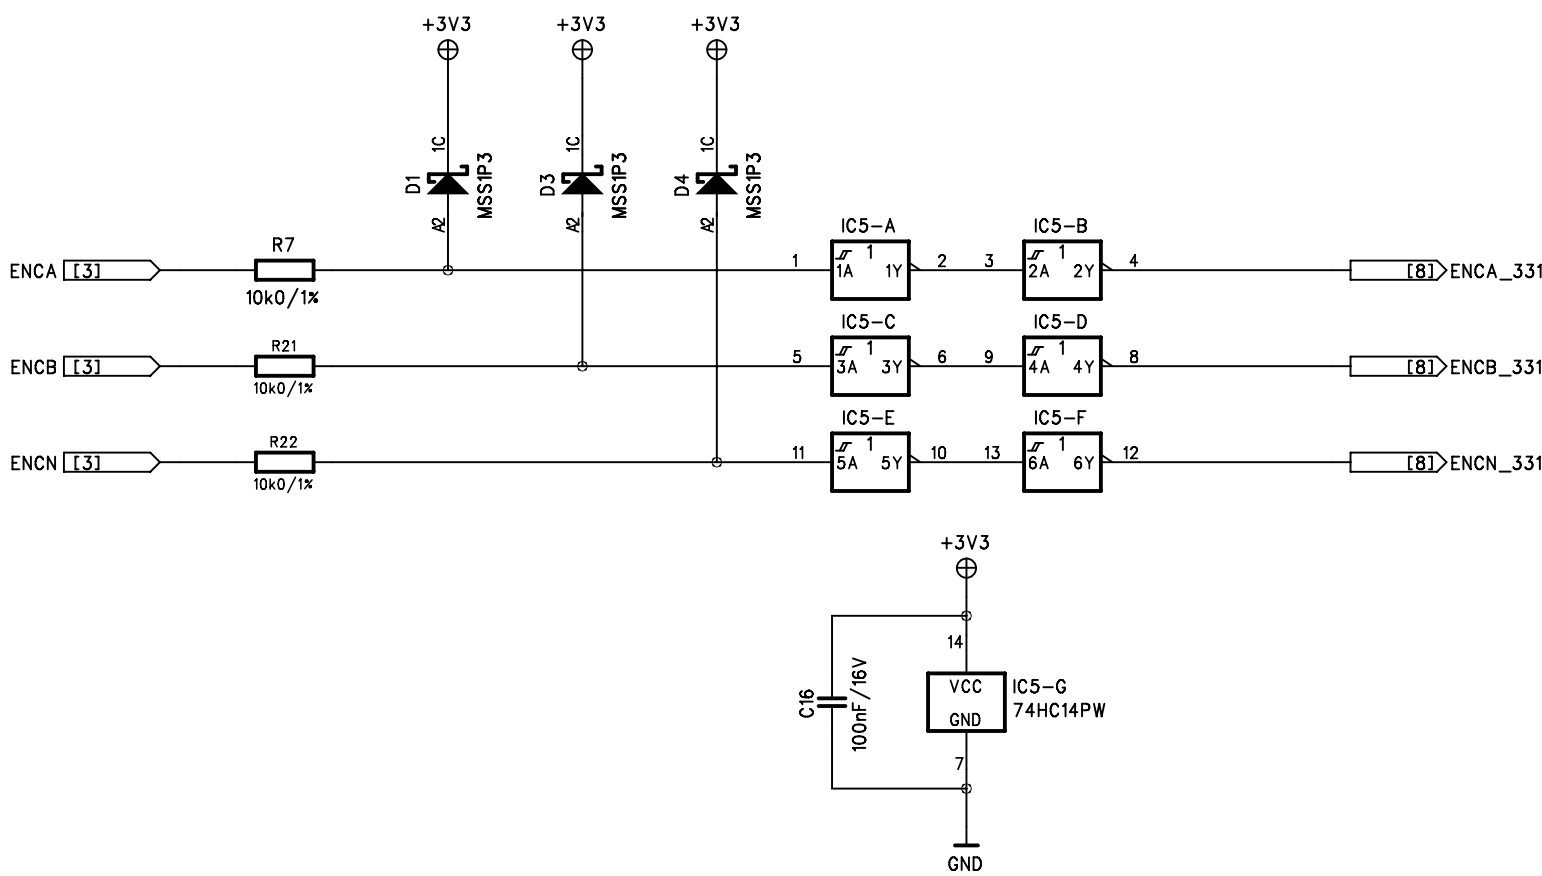 +3V3
+3V3
+3V3
1C
1C
1C
D1
MSS1P3
D3
MSS1P3
D4
MSS1P3
A2
A2
A2
IC5-A
IC5-B
R7
ENCA
[3]
10k0/1%
1
1
1A
1Y
2
3
1
2A
2Y
4
[8]
ENCA_331
IC5-C
IC5-D
R21
ENCB
[3]
10k0/1%
5
1
3A
3Y
6
9
1
4A
4Y
8
[8]
ENCB_331
IC5-E
IC5-F
R22
ENCN
[3]
10k0/1%
11
1
5A
5Y
10
13
1
6A
6Y
12
[8]
ENCN_331
+3V3
14
C16
100nF/16V
VCC
GND
IC5-G
74HC14PW
7
GND